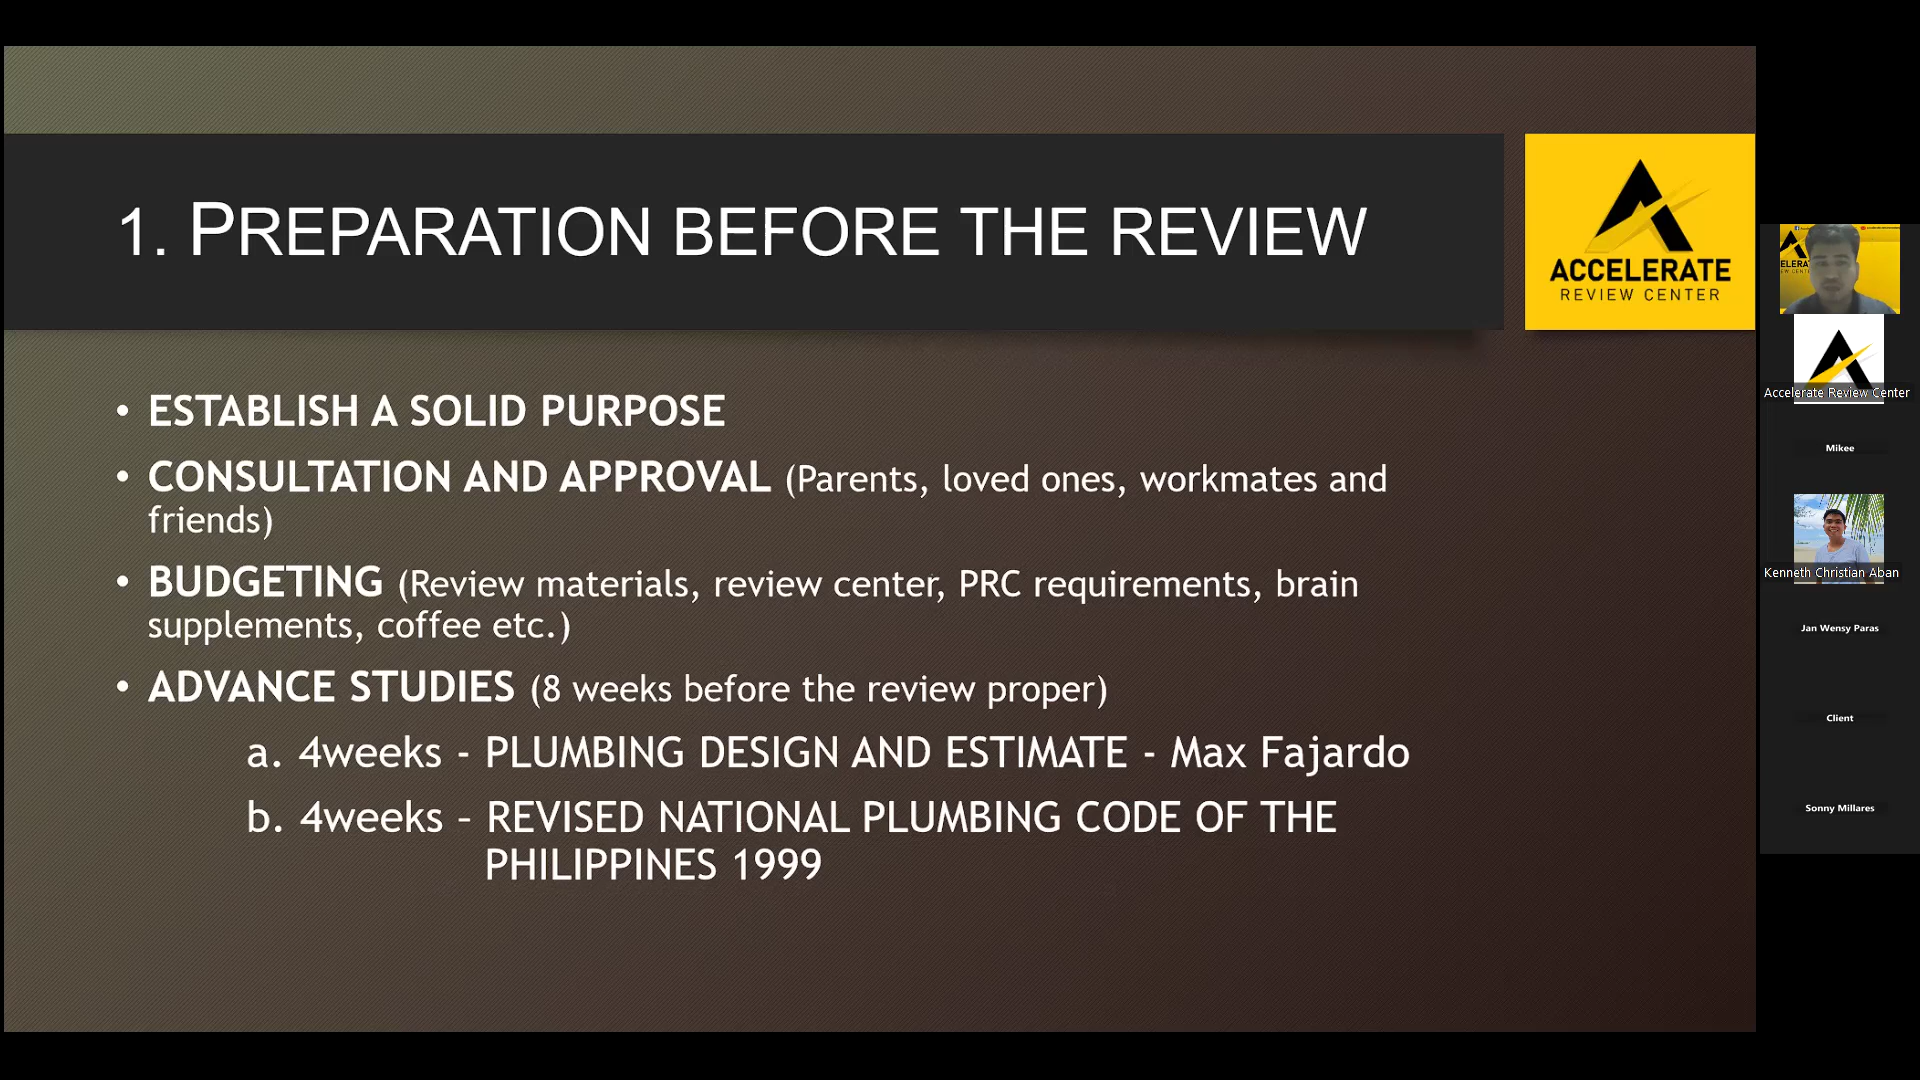 1. PREPARATION BEFORE THE REVIEW
ACCELERATE
REVIEW CENTER
• ESTABLISH A SOLID PURPOSE
• CONSULTATION AND APPROVAL (Parents, loved ones, workmates and
friends)
• BUDGETING (Review materials, review center, PRC requirements, brain
supplements, coffee etc.)
• ADVANCE STUDIES (8 weeks before the review proper)
a. 4weeks - PLUMBING DESIGN AND ESTIMATE - Max Fajardo
b. 4weeks – REVISED NATIONAL PLUMBING CODE OF THE
PHILIPPINES 1999
Accelerate Review Center
Mikee
Kenneth Christian Aban
Jan Wensy Paras
Client
Sonny Millares